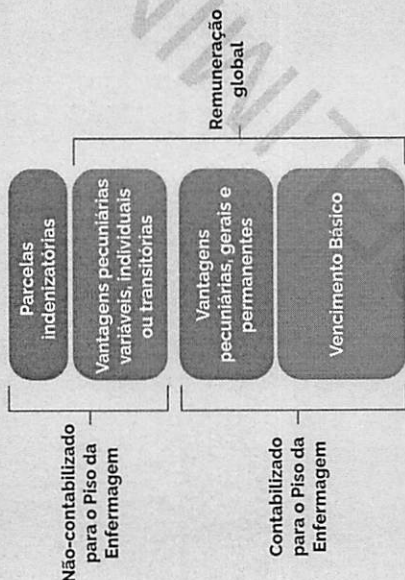 Não-contabilizado
para o Piso da
Enfermagem
Contabilizado
para o Piso da
Enfermagem
Parcelas
indenizatórias
Vantagens pecuniárias
variáveis, individuais
ou transitórias
Vantagens
pecuniárias, gerais e
permanentes
Vencimento Básico
Remuneração
global